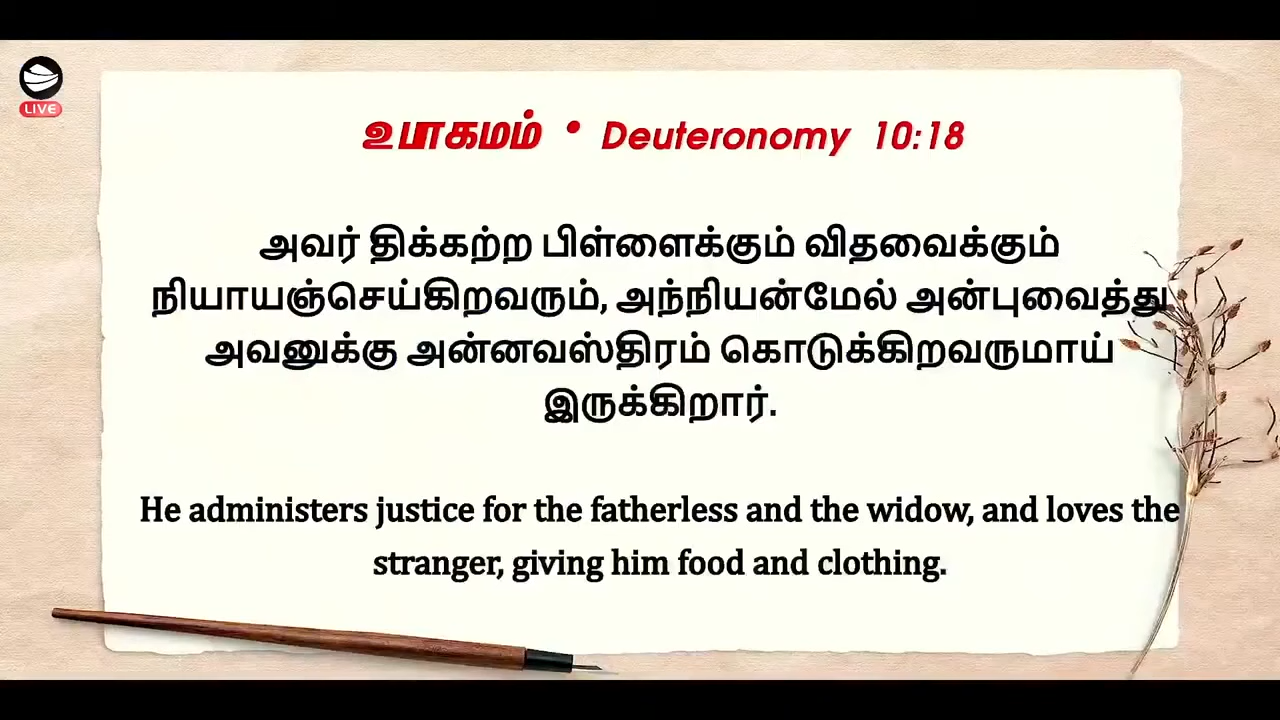 LIVE
உபாகமம் • Deuteronomy 10:18
அவர் திக்கற்ற பிள்ளைக்கும் விதவைக்கும்
நியாயஞ்செய்கிறவரும், அந்நியன்மேல் அன்புவைத்து
அவனுக்கு அன்னவஸ்திரம் கொடுக்கிறவருமாய்
இருக்கிறார்.
He administers justice for the fatherless and the widow, and loves the
stranger, giving him food and clothing.